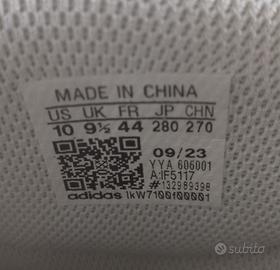 MADE IN CHINA
US UK FR JP CHN
10 9½ 44 280 270
09/23
YYA 606001
A:IF5117
#132989398
adidas 1kW7100f00001
subito